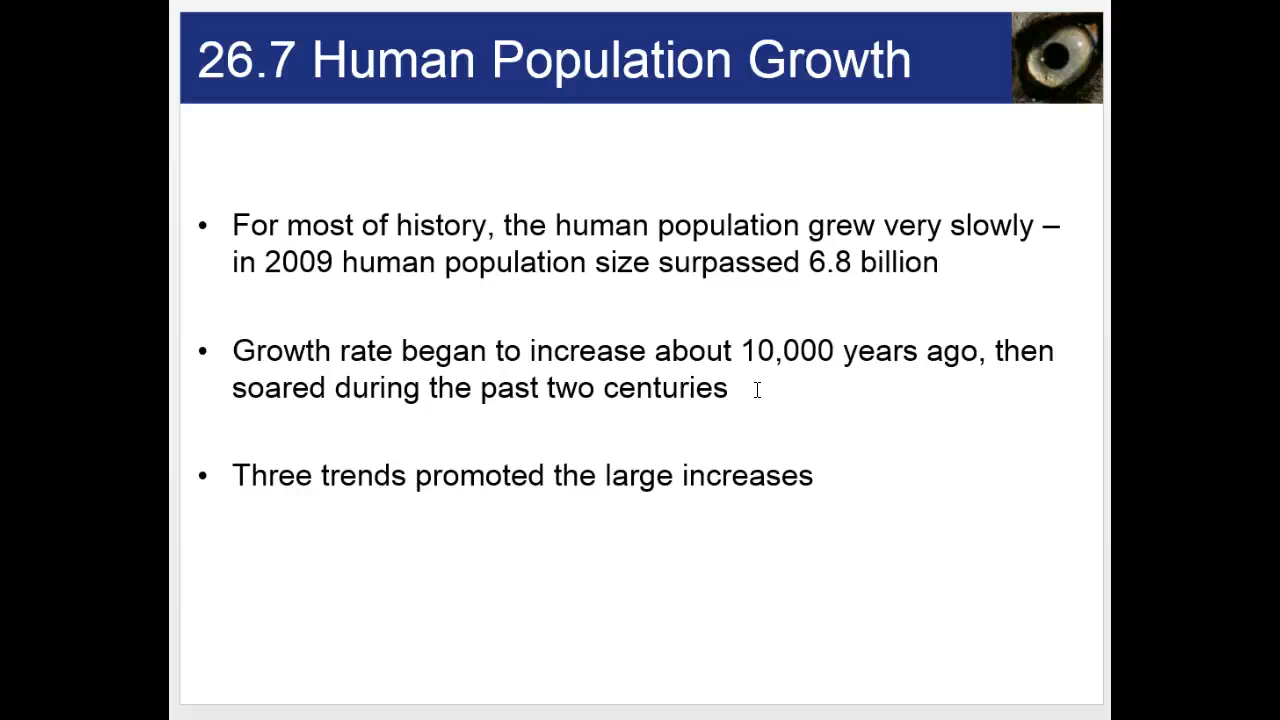 26.7 Human Population Growth
• For most of history, the human population grew very slowly –
in 2009 human population size surpassed 6.8 billion
• Growth rate began to increase about 10,000 years ago, then
soared during the past two centuries
• Three trends promoted the large increases